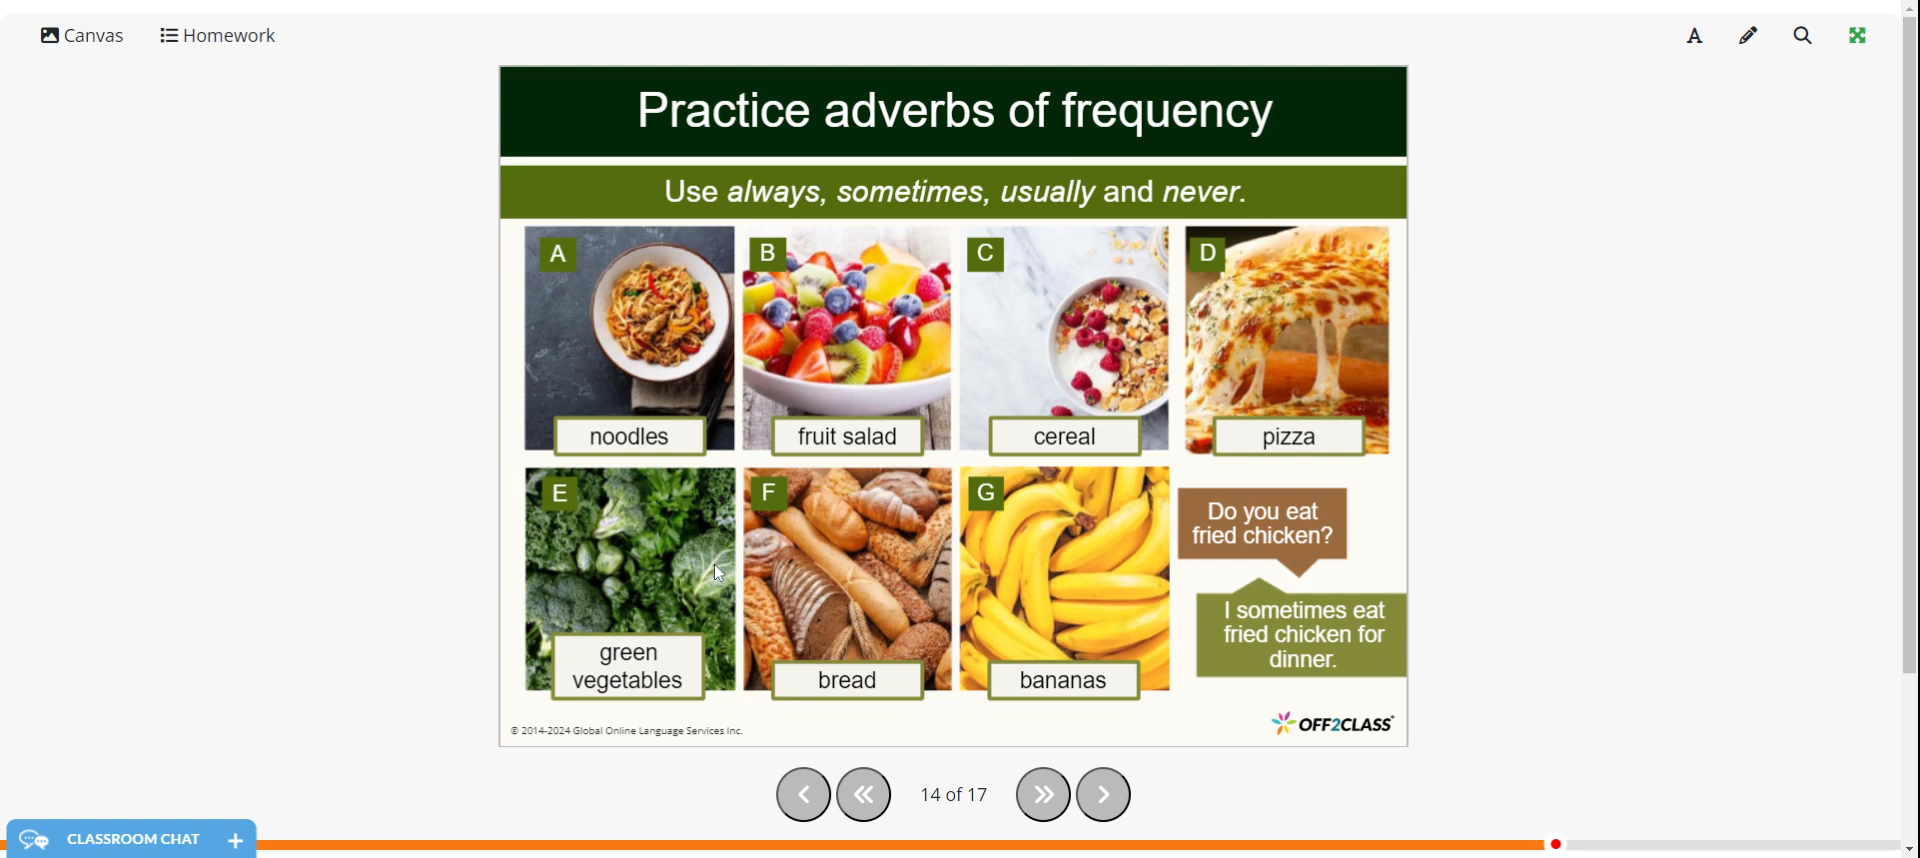 Canvas
Homework
A
Practice adverbs of frequency
Use always, sometimes, usually and never.
A
noodles
B
fruit salad
C
cereal
D
pizza
E
green
vegetables
F
bread
G
bananas
Do you eat
fried chicken?
I sometimes eat
fried chicken for
dinner.
© 2014-2024 Global Online Language Services Inc.
OFF2CLASS
14 of 17
CLASSROOM CHAT +